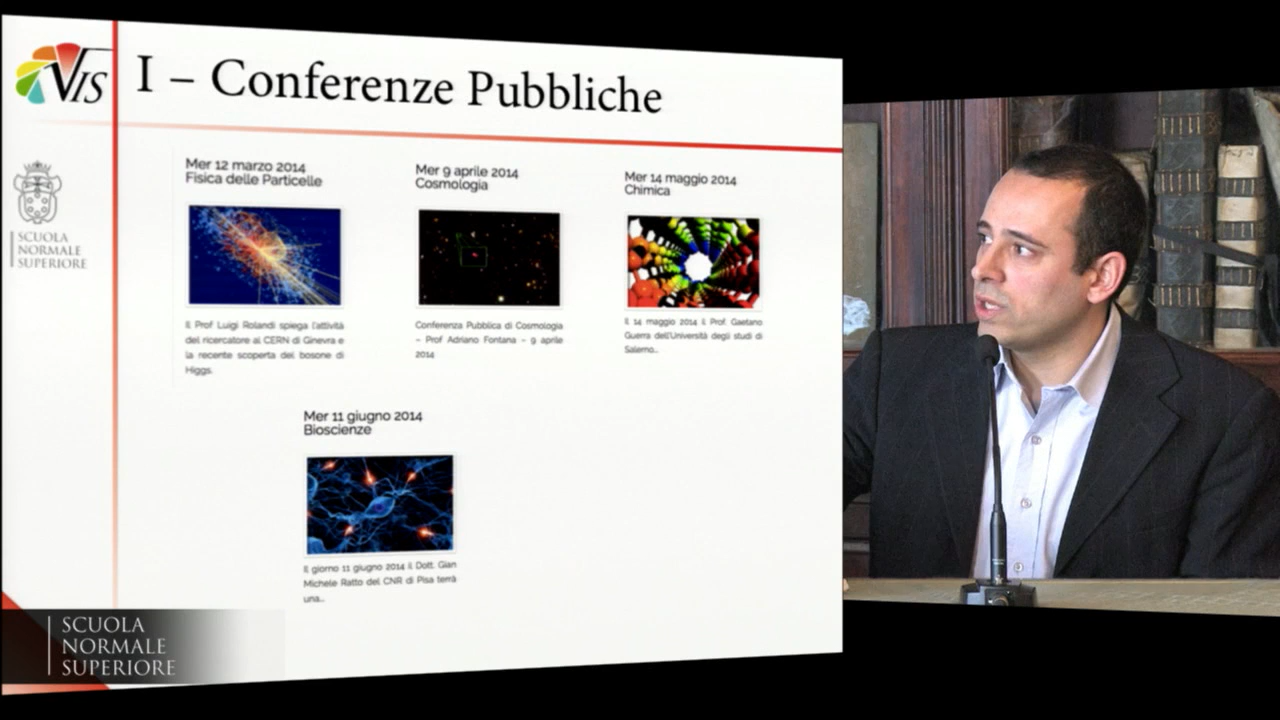 VIS
I – Conferenze Pubbliche
SCUOLA
NORMALE
SUPERIORE
Mer 12 marzo 2014
Fisica delle Particelle
Il Prof Luigi Rolandi spiega l'attività
del ricercatore al CERN di Ginevra e
la recente scoperta del bosone di
Higgs.
Mer 9 aprile 2014
Cosmologia
Conferenza Pubblica di Cosmologia
– Prof Adriano Fontana – 9 aprile
2014
Mer 14 maggio 2014
Chimica
Il 14 maggio 2014 il Prof. Gaetano
Guerra dell'Università degli studi di
Salerno...
Mer 11 giugno 2014
Bioscienze
Il giorno 11 giugno 2014 il Dott. Gian
Michele Ratto del CNR di Pisa terrà
una...
SCUOLA
NORMALE
SUPERIORE